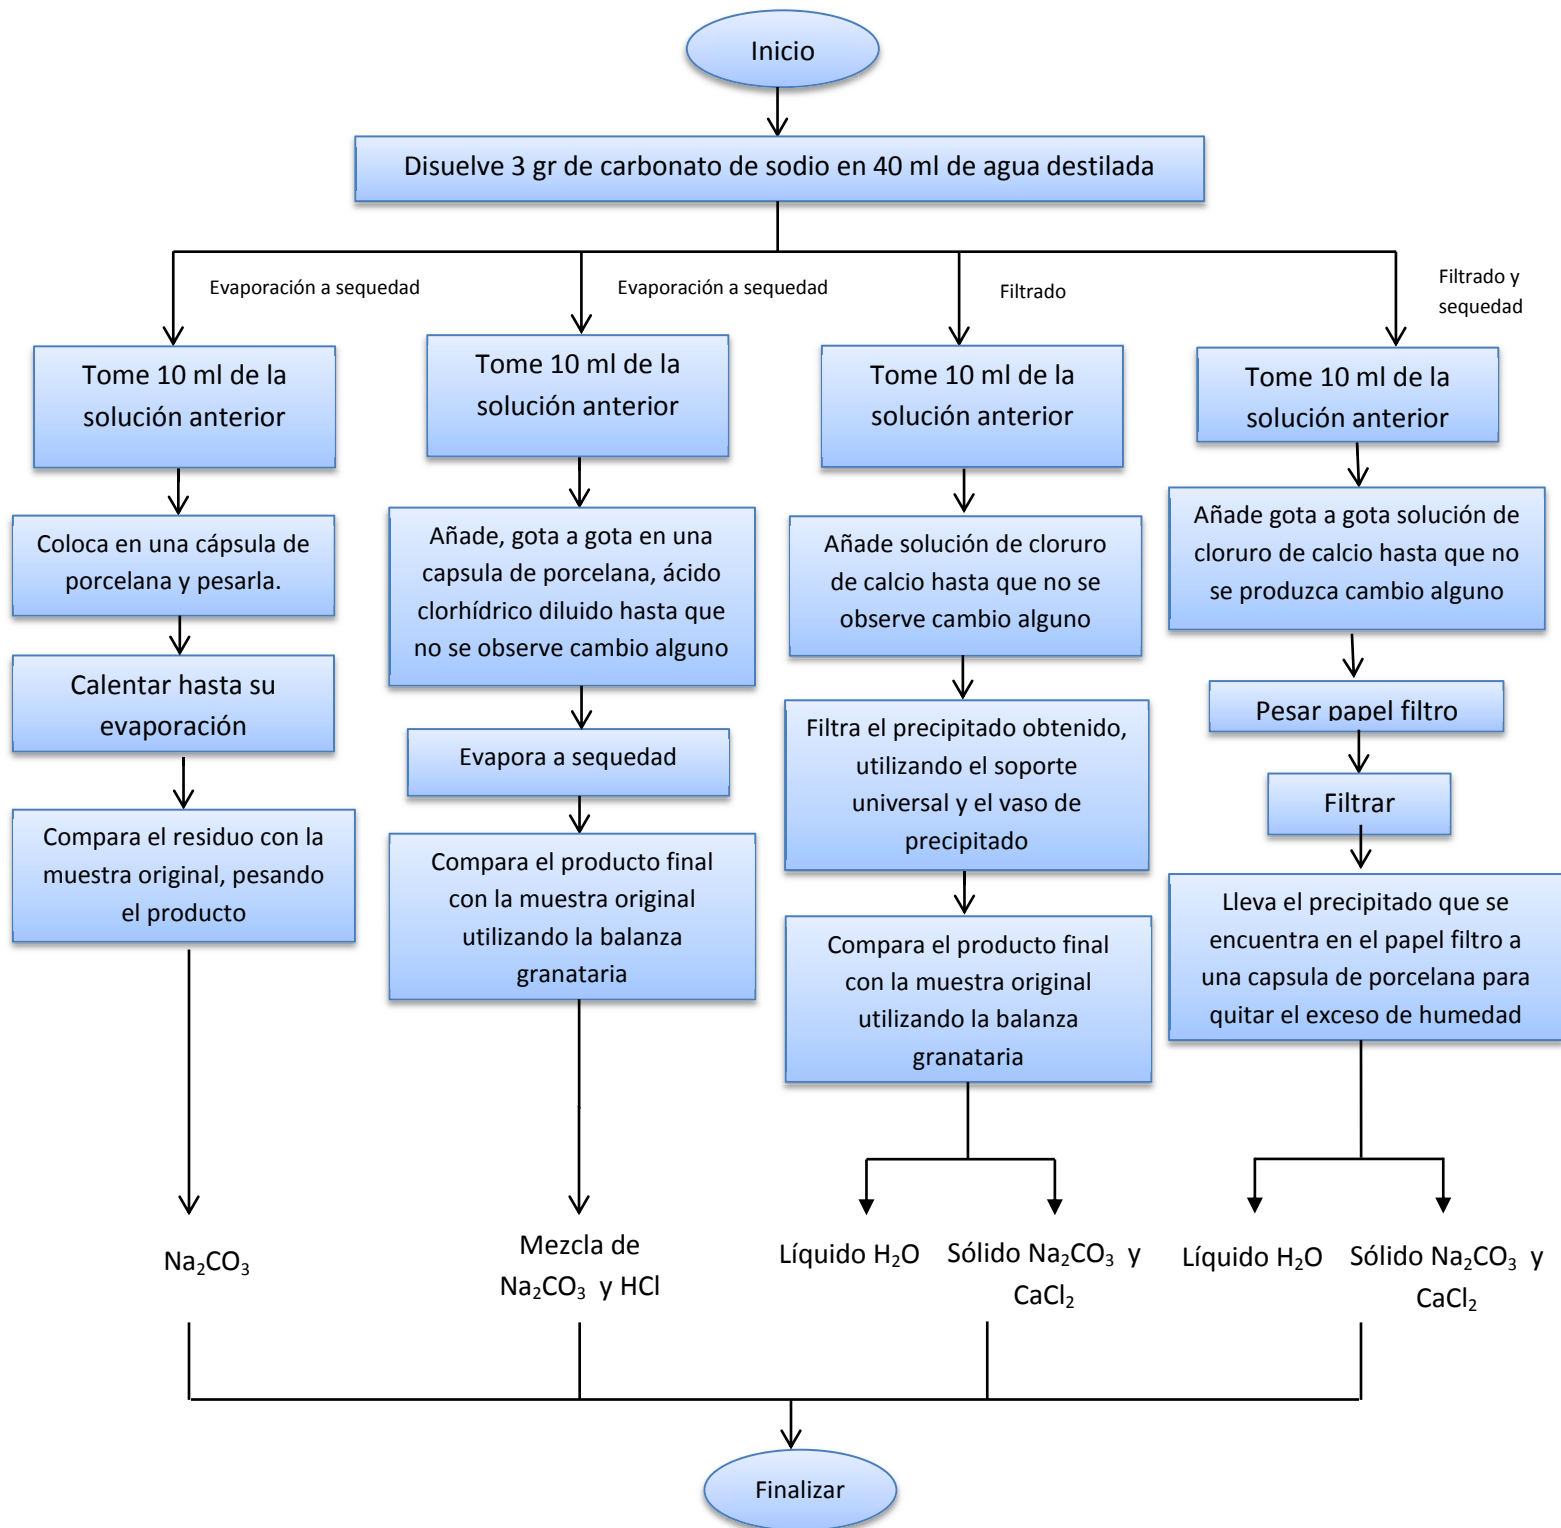 Inicio
Disuelve 3 gr de carbonato de sodio en 40 ml de agua destilada
Evaporación a sequedad
Tome 10 ml de la
solución anterior
Coloca en una cápsula de
porcelana y pesarla.
Calentar hasta su
evaporación
Compara el residuo con la
muestra original, pesando
el producto
Na₂CO₃
Evaporación a sequedad
Tome 10 ml de la
solución anterior
Añade, gota a gota en una
capsula de porcelana, ácido
clorhídrico diluido hasta que
no se observe cambio alguno
Evapora a sequedad
Compara el producto final
con la muestra original
utilizando la balanza
granataria
Mezcla de
Na₂CO₃ y HCl
Filtrado
Tome 10 ml de la
solución anterior
Añade solución de cloruro
de calcio hasta que no se
observe cambio alguno
Filtra el precipitado obtenido,
utilizando el soporte
universal y el vaso de
precipitado
Compara el producto final
con la muestra original
utilizando la balanza
granataria
Líquido H₂O
Sólido Na₂CO₃ y
CaCl₂
Filtrado y
sequedad
Tome 10 ml de la
solución anterior
Añade gota a gota solución de
cloruro de calcio hasta que no
se produzca cambio alguno
Pesar papel filtro
Filtrar
Lleva el precipitado que se
encuentra en el papel filtro a
una capsula de porcelana para
quitar el exceso de humedad
Líquido H₂O
Sólido Na₂CO₃ y
CaCl₂
Finalizar